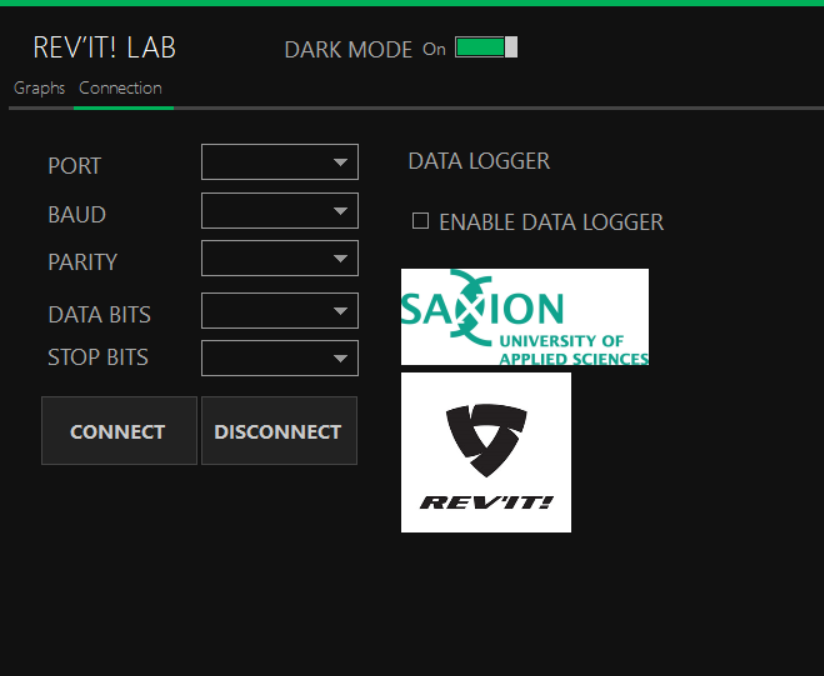 REV'IT! LAB
DARK MODE On
Graphs Connection
PORT
BAUD
PARITY
DATA BITS
STOP BITS
CONNECT DISCONNECT
DATA LOGGER
ENABLE DATA LOGGER
SAXION
UNIVERSITY OF
APPLIED SCIENCES
REV'IT!